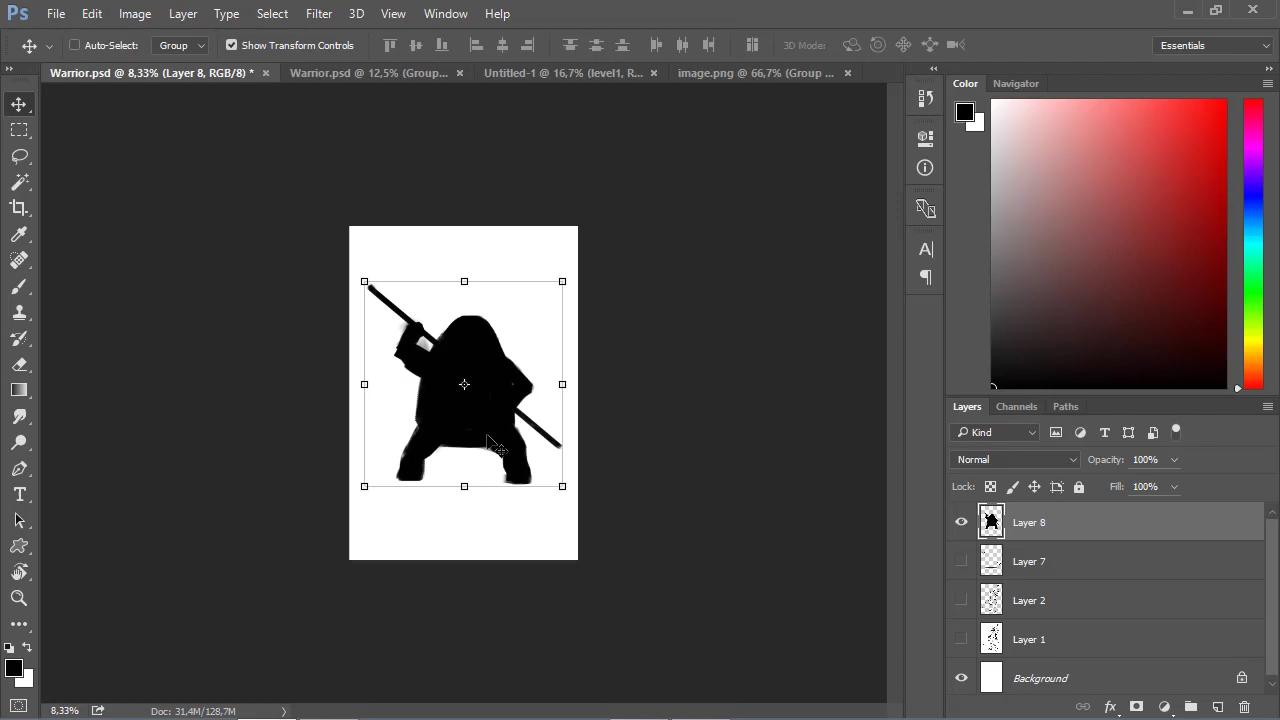 Ps File Edit Image Layer Type Select Filter 3D View Window Help
Auto-Select: Group Show Transform Controls 3D Mode: Essentials
Warrior.psd @ 8,33% (Layer 8, RGB/8) * Warrior.psd @ 12,5% (Group... Untitled-1 @ 16,7% (level1, R... image.png @ 66,7% (Group ...
Color Navigator
Layers Channels Paths
Kind
Normal Opacity: 100%
Lock: Fill: 100%
Layer 8
Layer 7
Layer 2
Layer 1
Background
8,33% Doc: 31,4M/128,7M